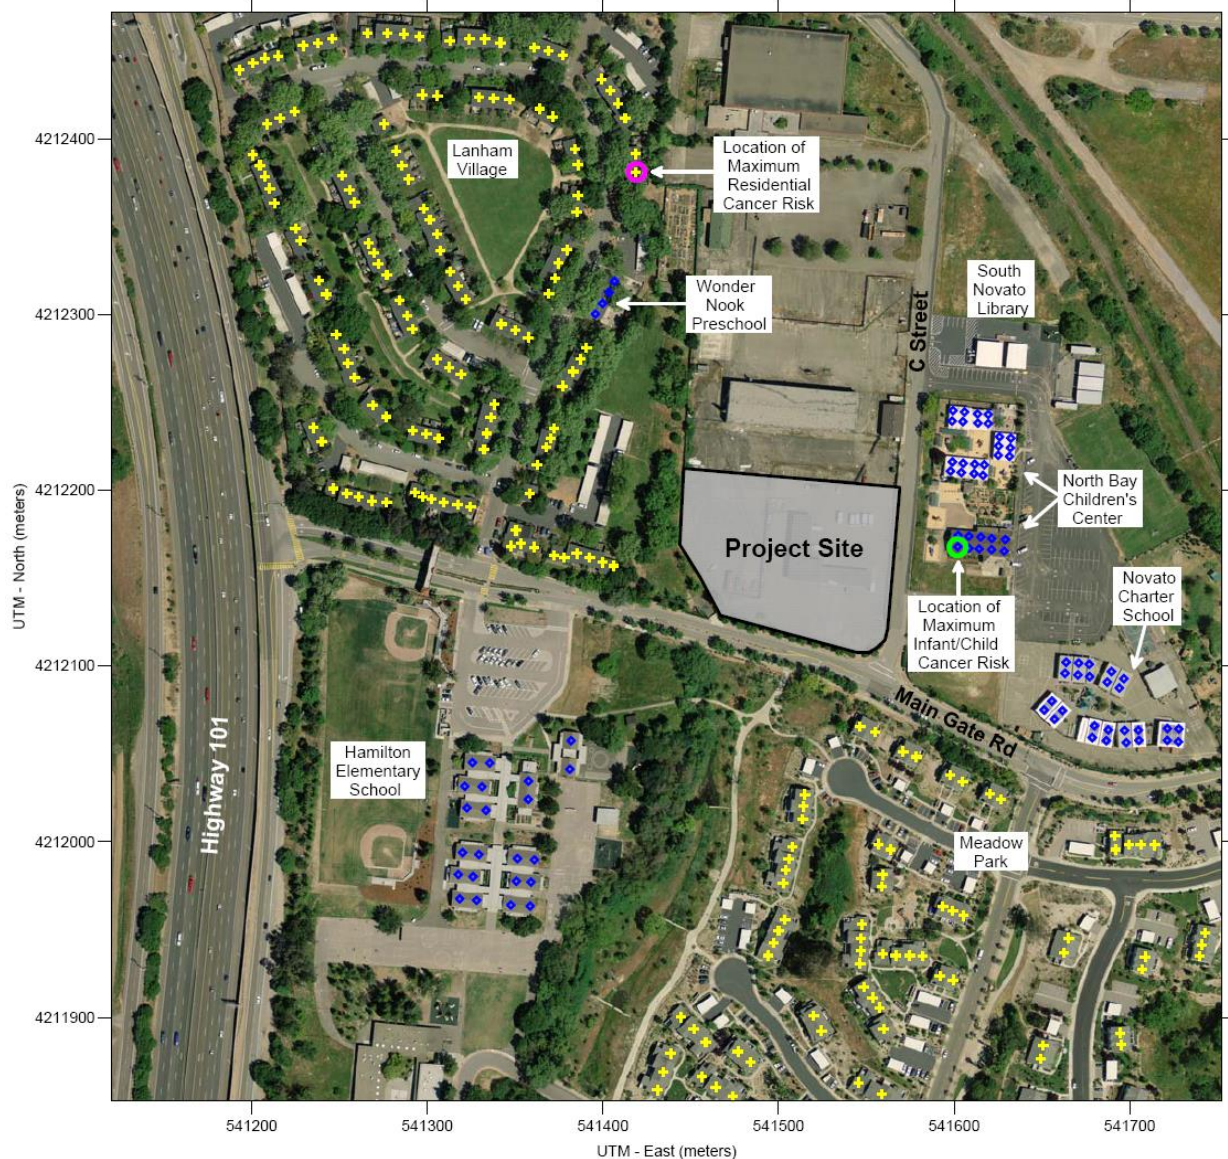 4212400
4212300
4212200
4212100
4212000
4211900
UTM - North (meters)
Lanham
Village
Location of
Maximum
Residential
Cancer Risk
Wonder
Nook
Preschool
South
Novato
Library
C Street
North Bay
Children's
Center
Project Site
Novato
Charter
School
Location of
Maximum
Infant/Child
Cancer Risk
Main Gate Rd
Highway 101
Hamilton
Elementary
School
Meadow
Park
541200
541300
541400
541500
541600
541700
UTM - East (meters)